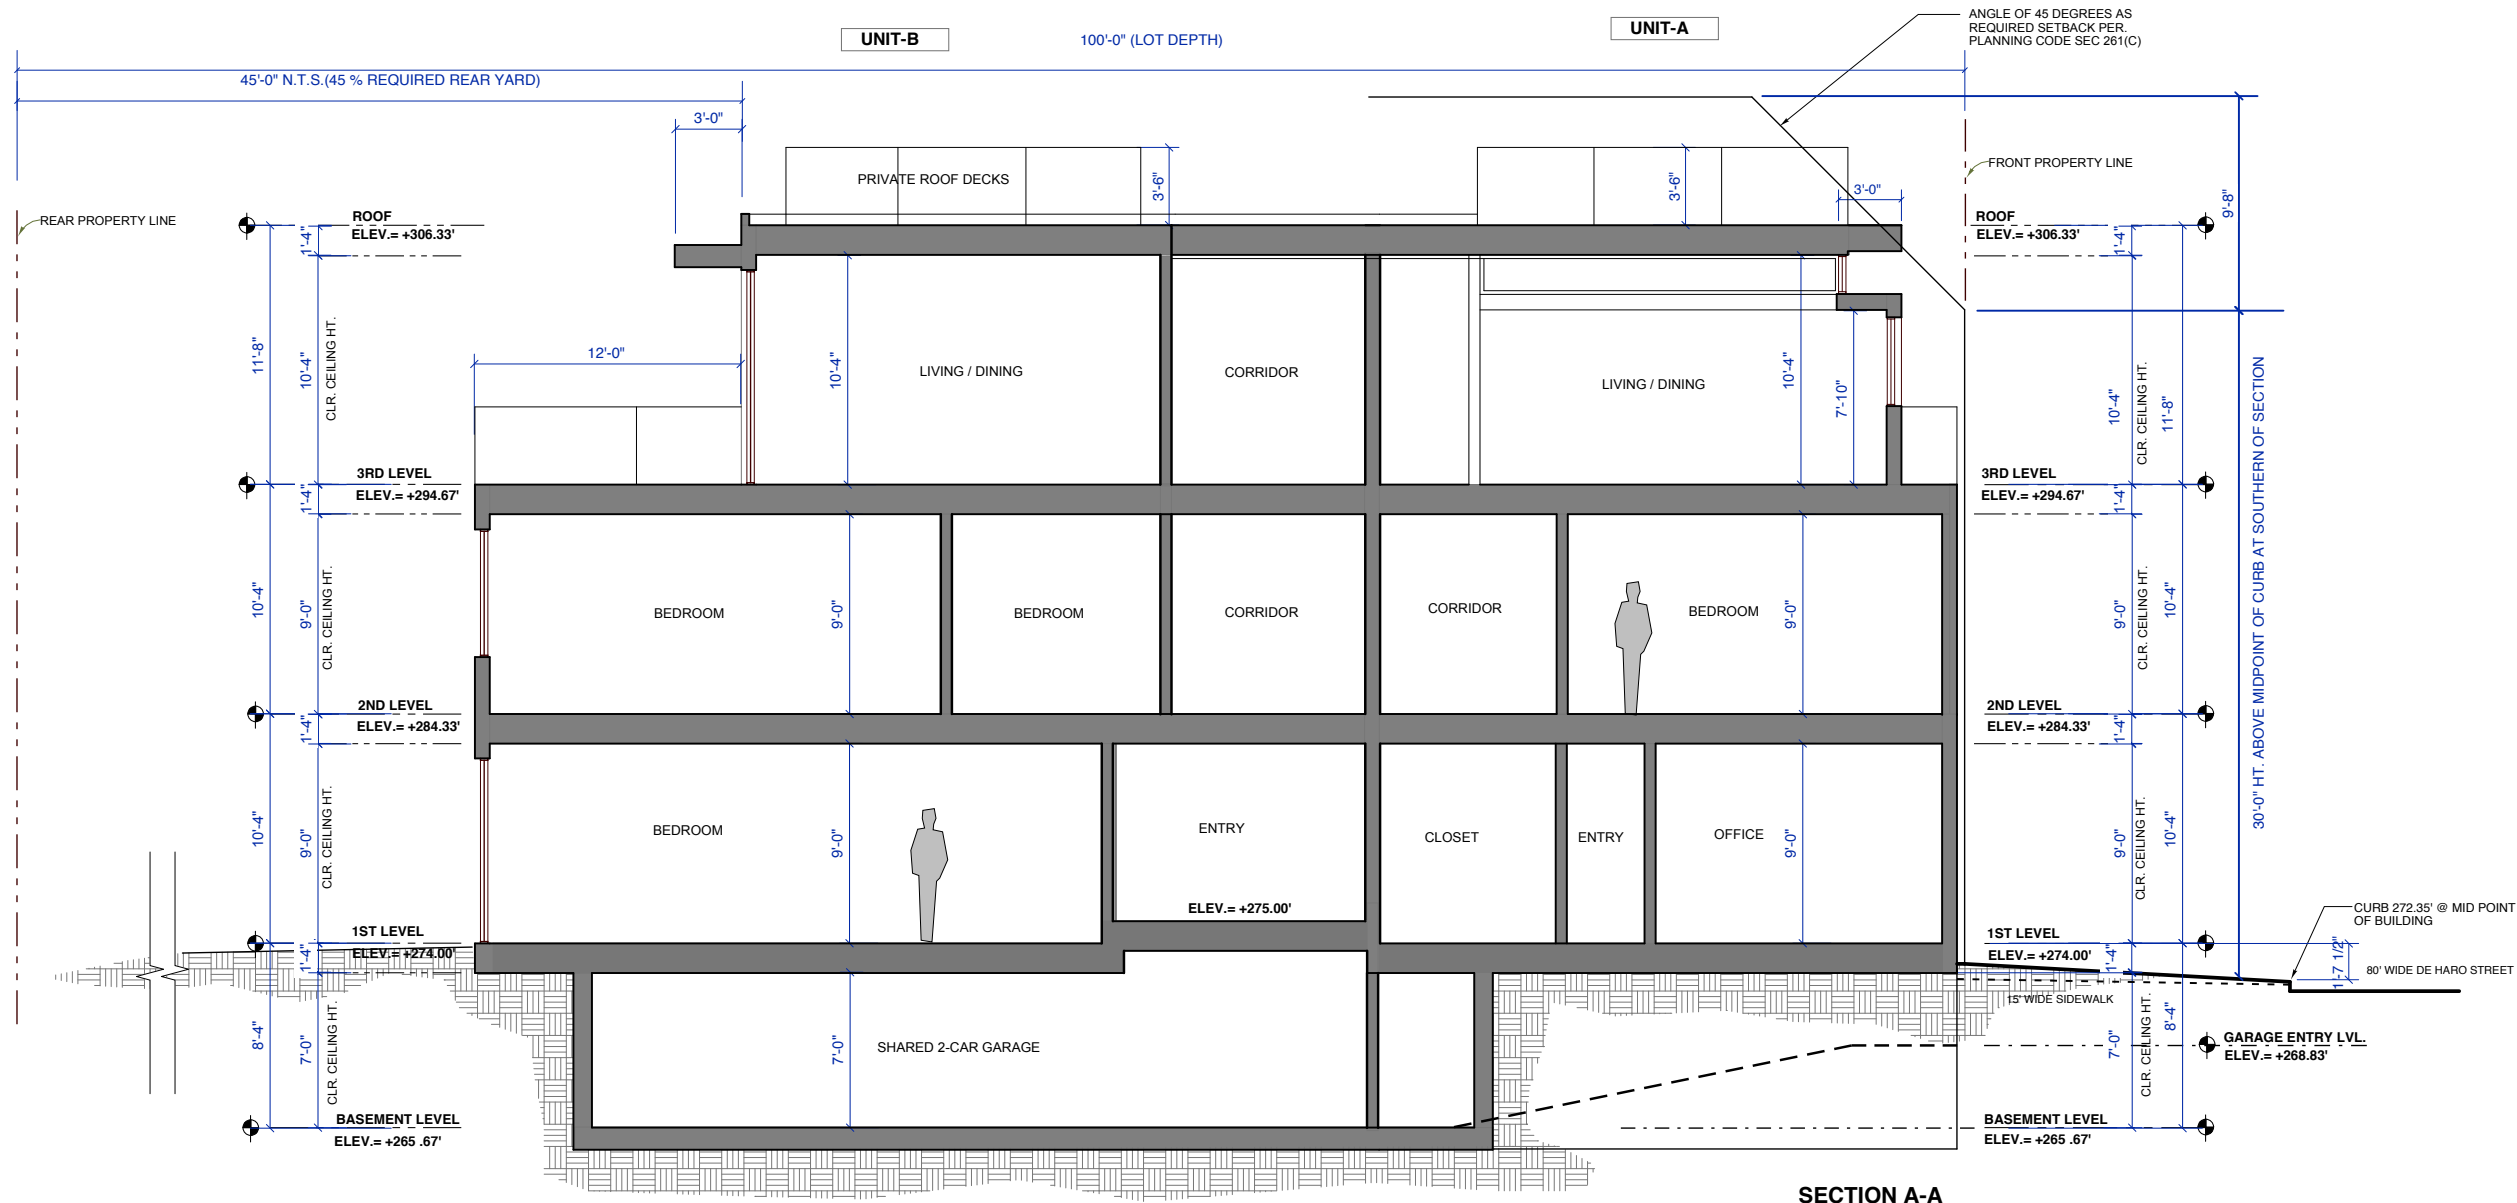 UNIT-B
100'-0" (LOT DEPTH)
UNIT-A
ANGLE OF 45 DEGREES AS
REQUIRED SETBACK PER.
PLANNING CODE SEC 261(C)
45'-0" N.T.S.(45 % REQUIRED REAR YARD)
3'-0"
PRIVATE ROOF DECKS
3'-6"
3'-6"
3'-0"
FRONT PROPERTY LINE
9'-8"
REAR PROPERTY LINE
ROOF
ELEV.= +306.33'
1'-4"
ROOF
ELEV.= +306.33'
1'-4"
11'-8"
10'-4"
CLR. CEILING HT.
12'-0"
10'-4"
LIVING / DINING
CORRIDOR
LIVING / DINING
10'-4"
7'-10"
10'-4"
CLR. CEILING HT.
11'-8"
30'-0" HT. ABOVE MIDPOINT OF CURB AT SOUTHERN OF SECTION
3RD LEVEL
ELEV.= +294.67'
1'-4"
3RD LEVEL
ELEV.= +294.67'
1'-4"
10'-4"
9'-0"
CLR. CEILING HT.
BEDROOM
9'-0"
BEDROOM
CORRIDOR
CORRIDOR
BEDROOM
9'-0"
9'-0"
CLR. CEILING HT.
10'-4"
2ND LEVEL
ELEV.= +284.33'
1'-4"
2ND LEVEL
ELEV.= +284.33'
1'-4"
10'-4"
9'-0"
CLR. CEILING HT.
BEDROOM
9'-0"
ENTRY
CLOSET
ENTRY
OFFICE
9'-0"
9'-0"
CLR. CEILING HT.
10'-4"
ELEV.= +275.00'
CURB 272.35' @ MID POINT
OF BUILDING
1ST LEVEL
ELEV.= +274.00'
1'-4"
1ST LEVEL
ELEV.= +274.00'
1'-4"
1'-7 1/2"
80' WIDE DE HARO STREET
15' WIDE SIDEWALK
8'-4"
7'-0"
CLR. CEILING HT.
7'-0"
SHARED 2-CAR GARAGE
7'-0"
CLR. CEILING HT.
8'-4"
GARAGE ENTRY LVL.
ELEV.= +268.83'
BASEMENT LEVEL
ELEV.= +265 .67'
BASEMENT LEVEL
ELEV.= +265 .67'
SECTION A-A